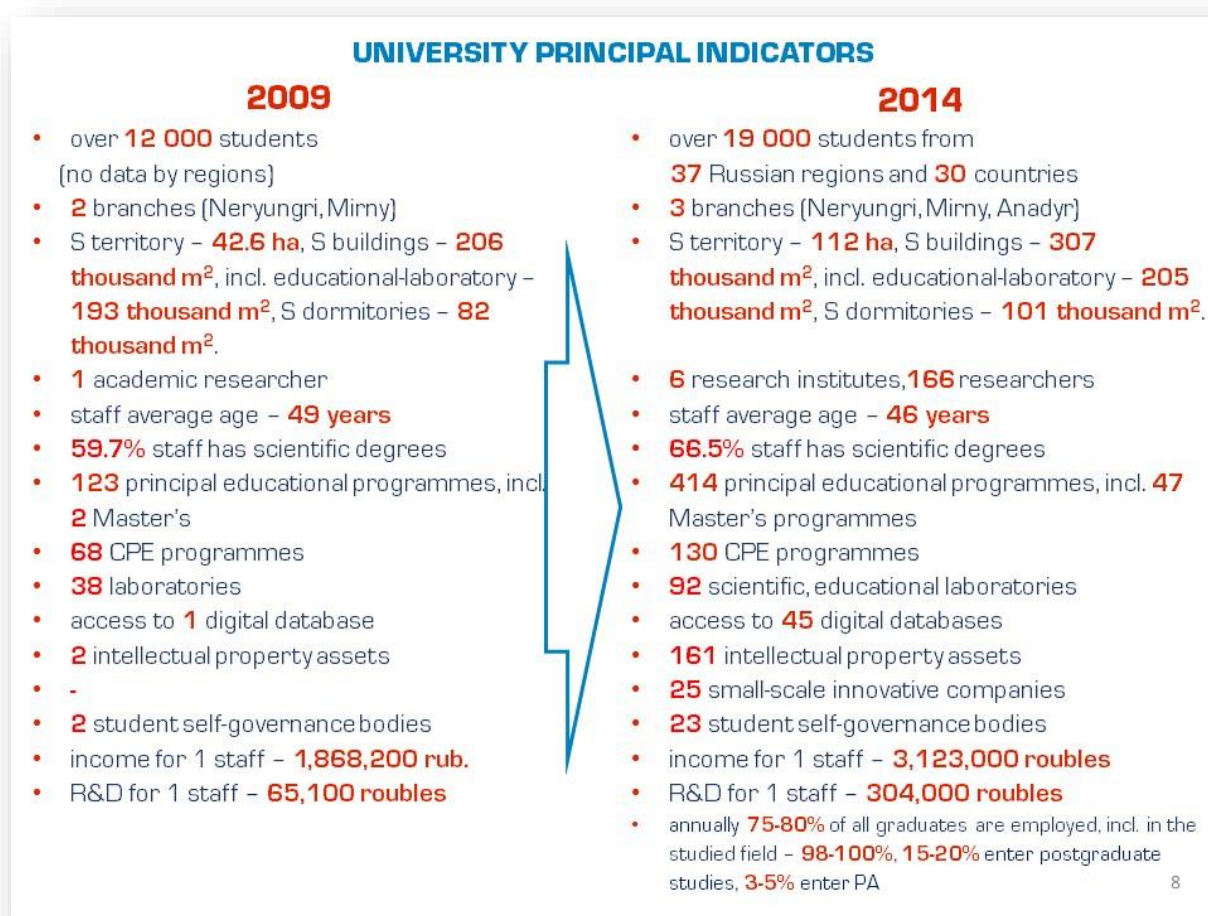 UNIVERSITY PRINCIPAL INDICATORS
2009
• over 12 000 students
(no data by regions)
• 2 branches (Neryungri, Mirny)
• S territory – 42.6 ha, S buildings – 206
thousand m², incl. educational-laboratory –
193 thousand m², S dormitories – 82
thousand m².
• 1 academic researcher
• staff average age – 49 years
• 59.7% staff has scientific degrees
• 123 principal educational programmes, incl.
2 Master's
• 68 CPE programmes
• 38 laboratories
• access to 1 digital database
• 2 intellectual property assets
• -
• 2 student self-governance bodies
• income for 1 staff – 1,868,200 rub.
• R&D for 1 staff – 65,100 roubles
2014
• over 19 000 students from
37 Russian regions and 30 countries
• 3 branches (Neryungri, Mirny, Anadyr)
• S territory – 112 ha, S buildings – 307
thousand m², incl. educational-laboratory – 205
thousand m², S dormitories – 101 thousand m².
• 6 research institutes,166 researchers
• staff average age – 46 years
• 66.5% staff has scientific degrees
• 414 principal educational programmes, incl. 47
Master's programmes
• 130 CPE programmes
• 92 scientific, educational laboratories
• access to 45 digital databases
• 161 intellectual property assets
• 25 small-scale innovative companies
• 23 student self-governance bodies
• income for 1 staff – 3,123,000 roubles
• R&D for 1 staff – 304,000 roubles
• annually 75-80% of all graduates are employed, incl. in the
studied field – 98-100%, 15-20% enter postgraduate
studies, 3-5% enter PA
8